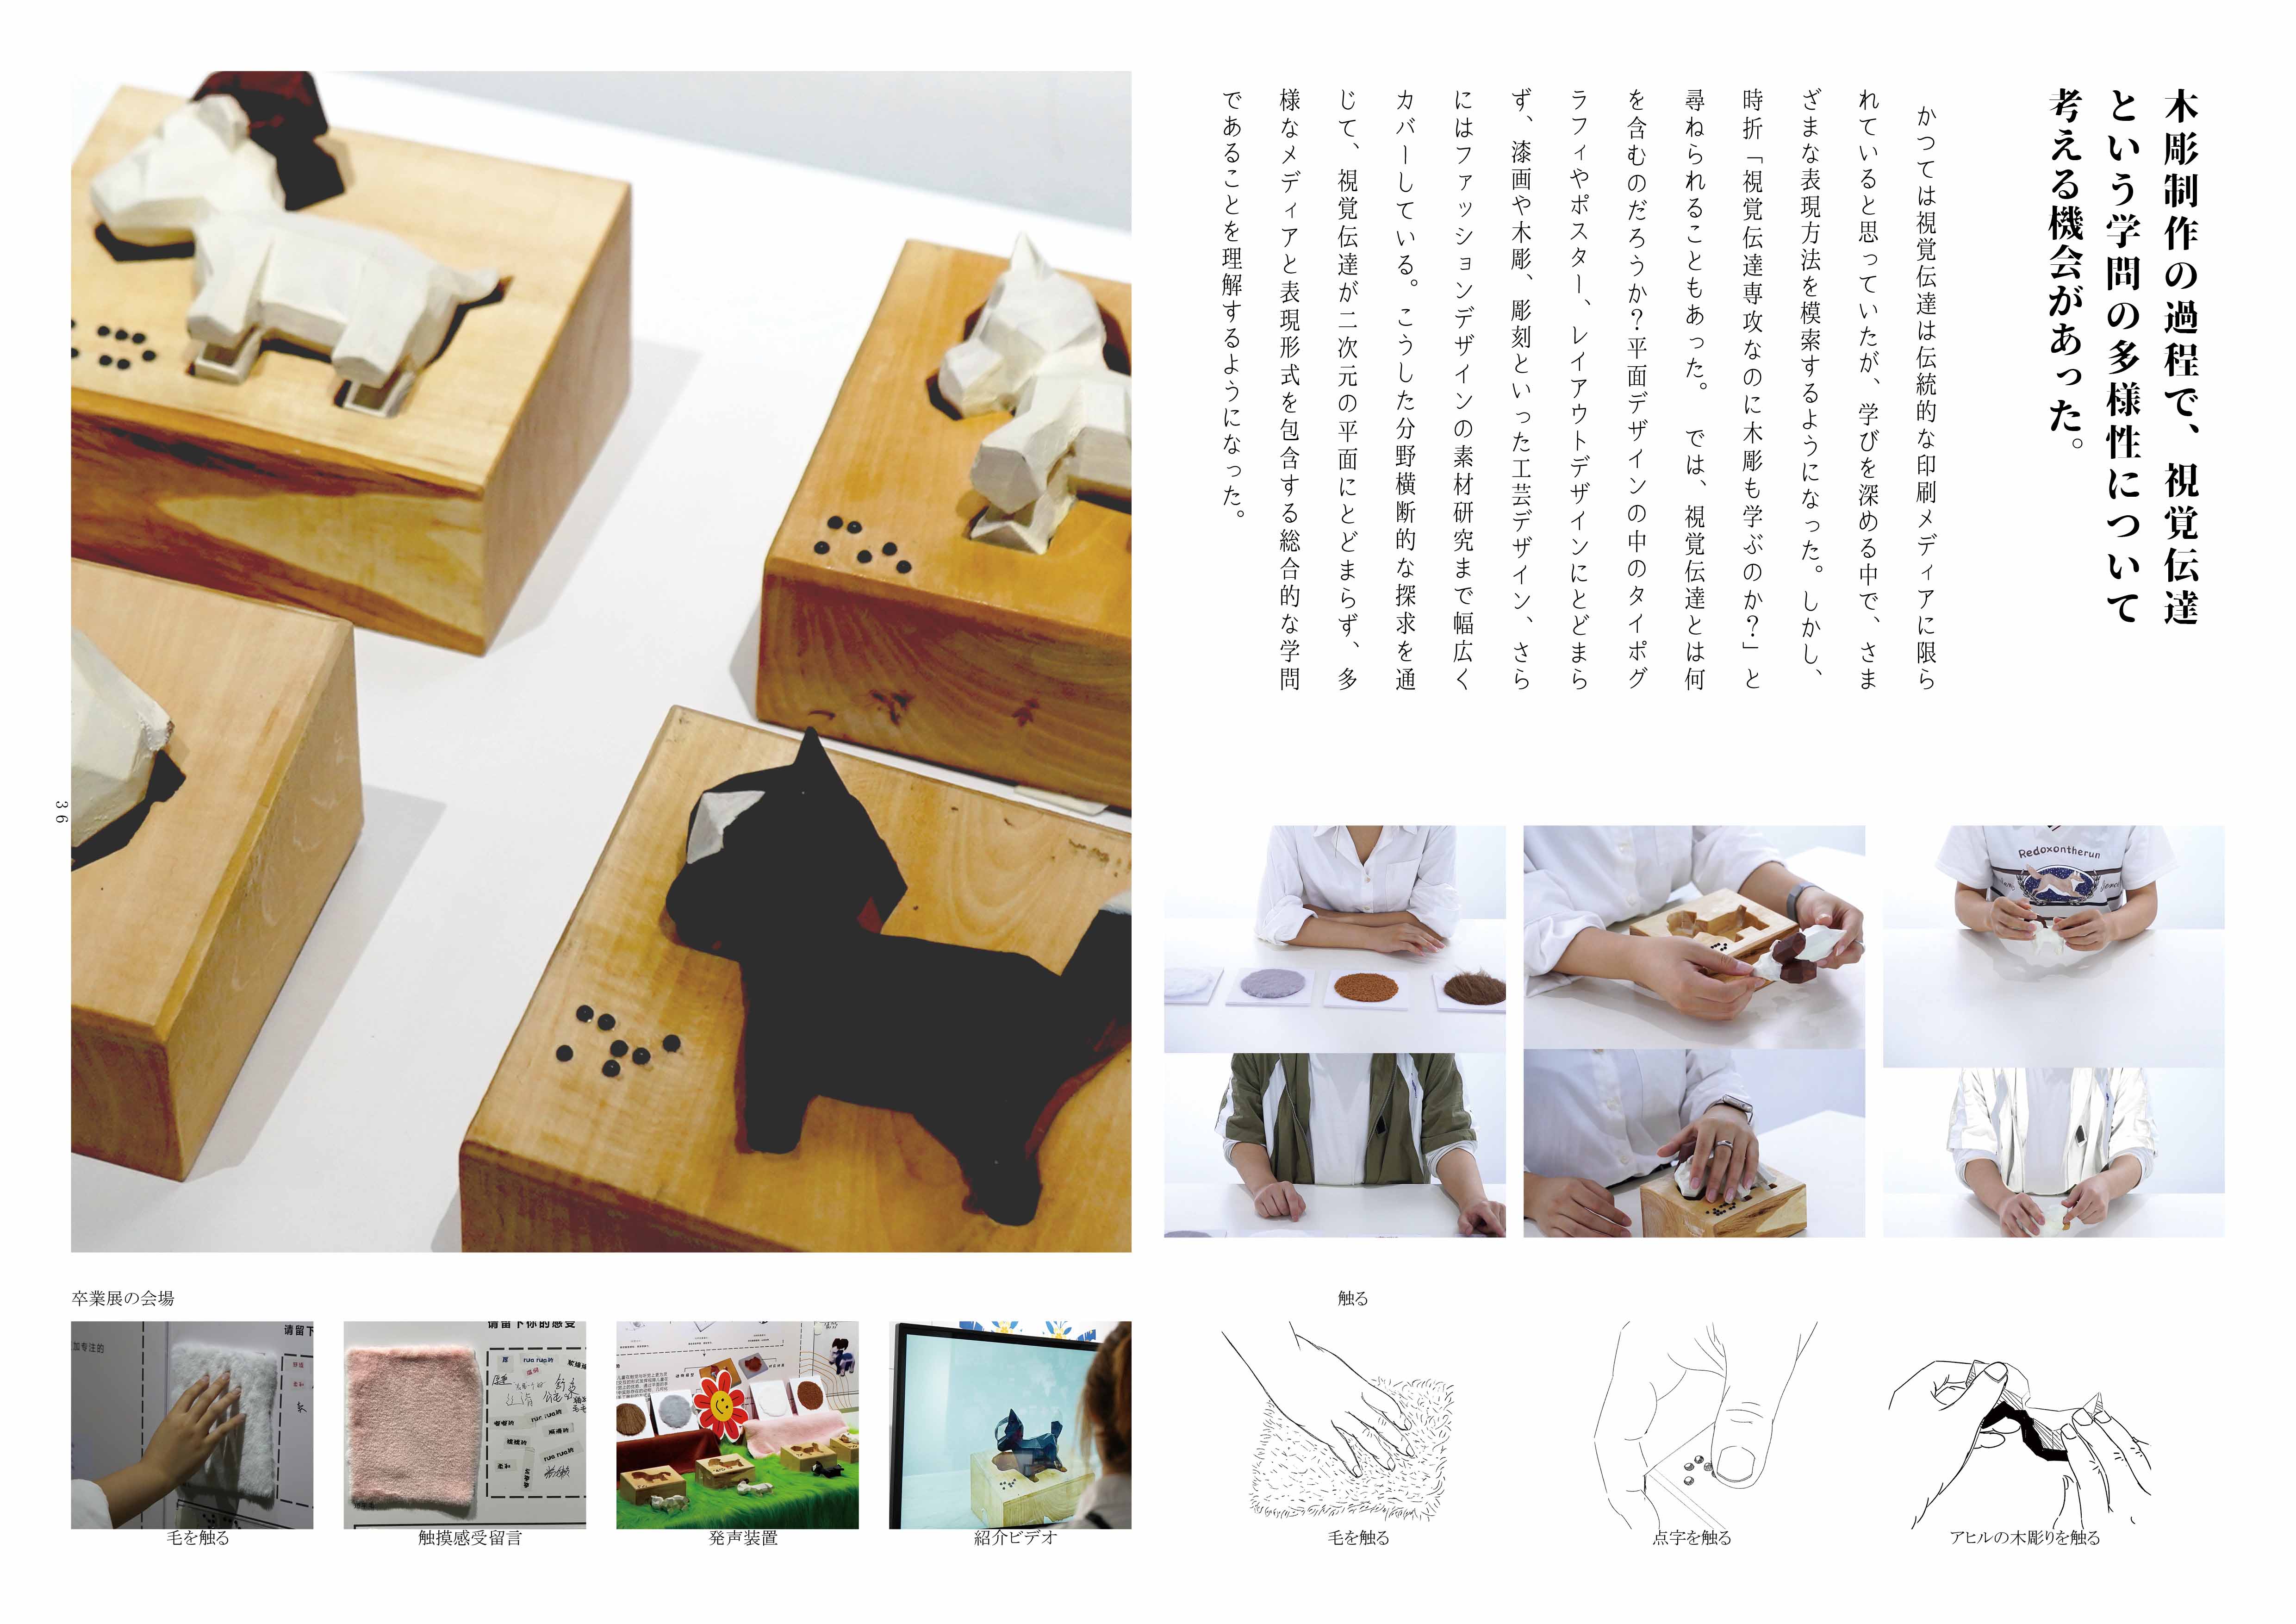 木彫制作の過程で、視覚伝達
という学問の多様性について
考える機会があった。
かつては視覚伝達は伝統的な印刷メディアに限ら
れていると思っていたが、学びを深める中で、さま
ざまな表現方法を模索するようになった。しかし、
時折「視覚伝達専攻なのに木彫も学ぶのか？」と
尋ねられることもあった。 では、視覚伝達とは何
を含むのだろうか？平面デザインの中のタイポグ
ラフィやポスター、レイアウトデザインにとどまら
ず、漆画や木彫、彫刻といった工芸デザイン、さら
にはファッションデザインの素材研究まで幅広く
カバーしている。こうした分野横断的な探求を通
じて、視覚伝達が二次元の平面にとどまらず、多
様なメディアと表現形式を包含する総合的な学問
であることを理解するようになった。
36
Redoxontherun
卒業展の会場
触る
请留下
加专注的
请留下你的感受
rua rua的
柔和
rua rua的
毛を触る
触摸感受留言
発声装置
紹介ビデオ
毛を触る
点字を触る
アヒルの木彫りを触る